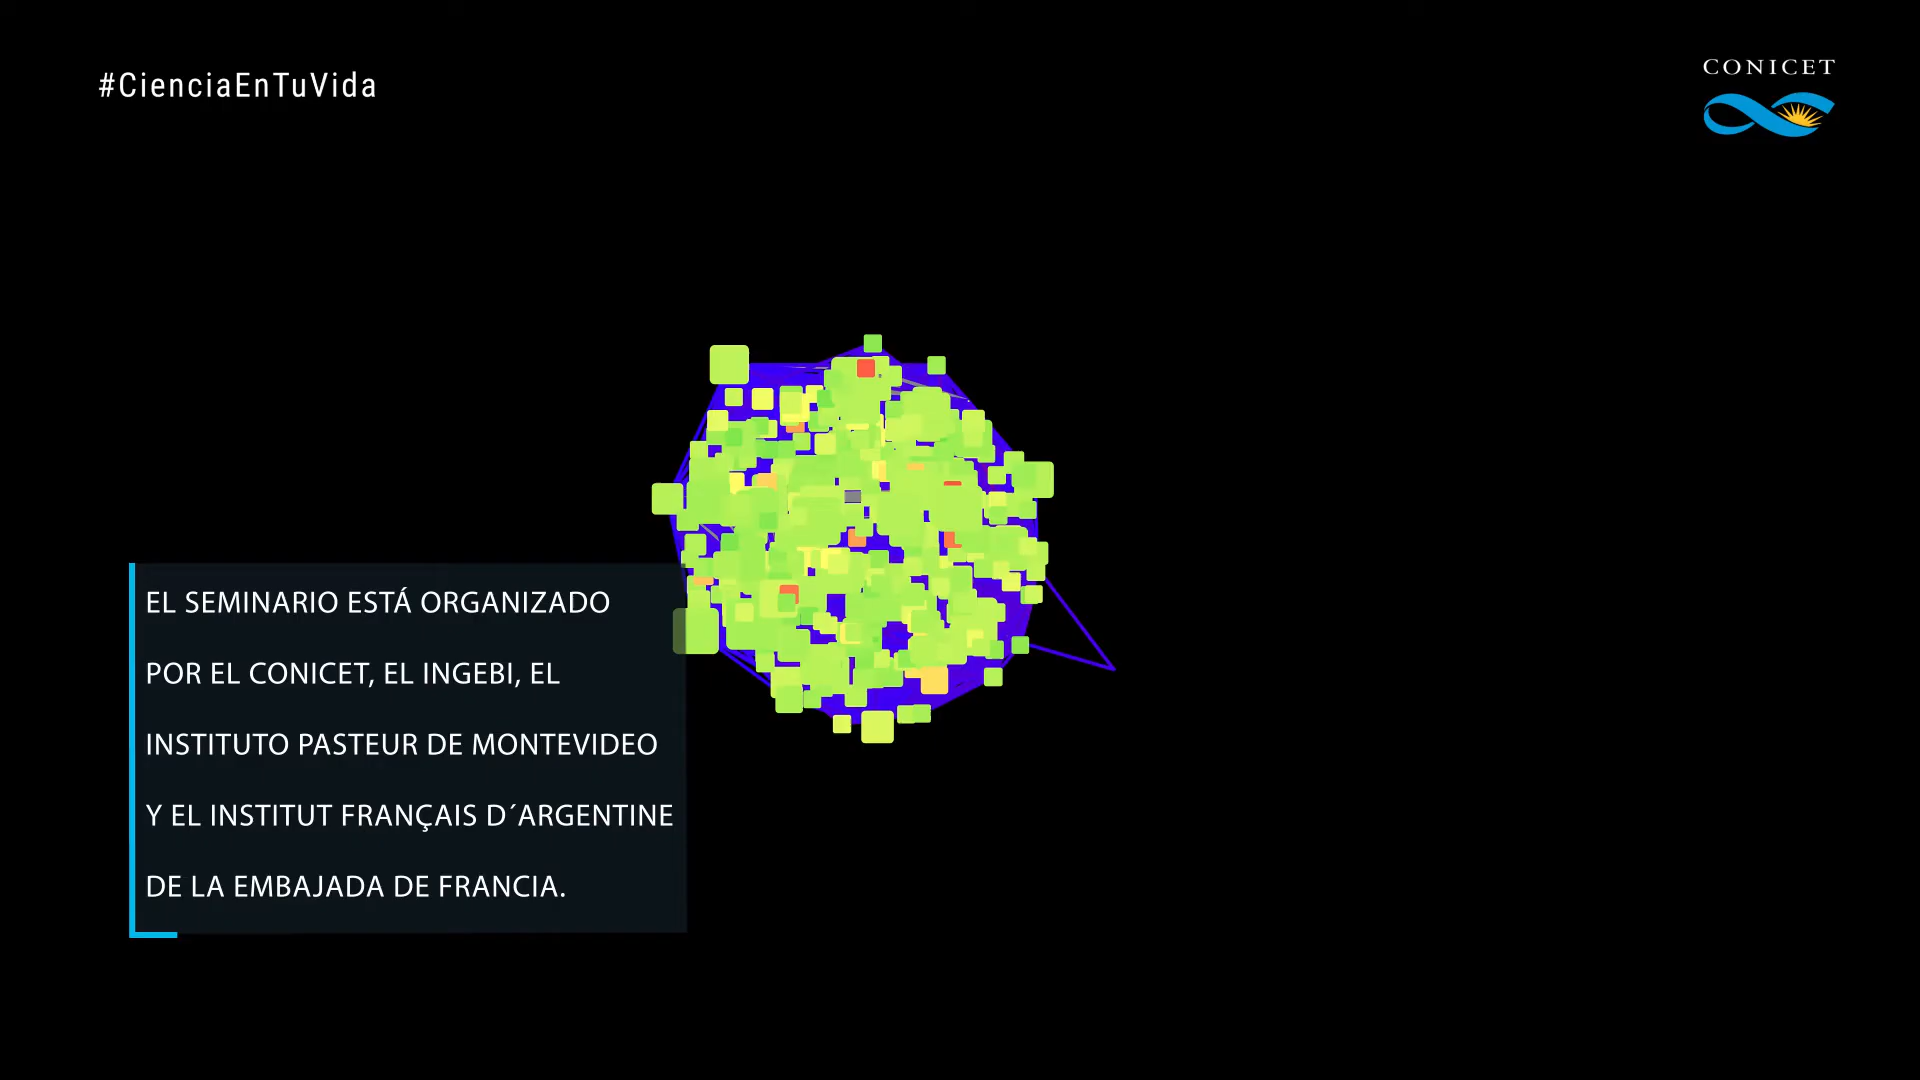 #CienciaEnTuVida
CONICET
EL SEMINARIO ESTÁ ORGANIZADO
POR EL CONICET, EL INGEBI, EL
INSTITUTO PASTEUR DE MONTEVIDEO
Y EL INSTITUT FRANÇAIS D´ARGENTINE
DE LA EMBAJADA DE FRANCIA.